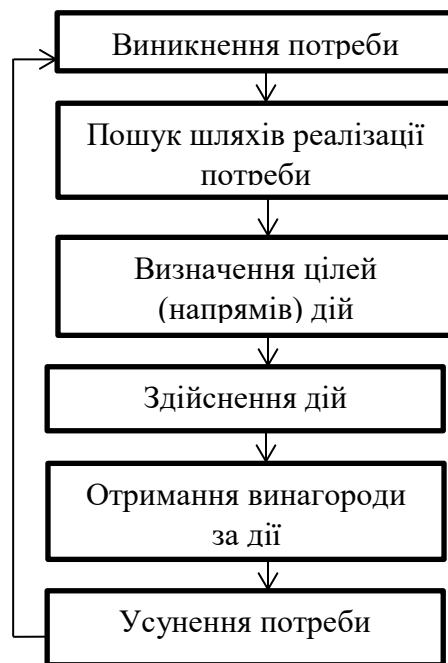 Виникнення потреби
Пошук шляхів реалізації
потреби
Визначення цілей
(напрямів) дій
Здійснення дій
Отримання винагороди
за дії
Усунення потреби